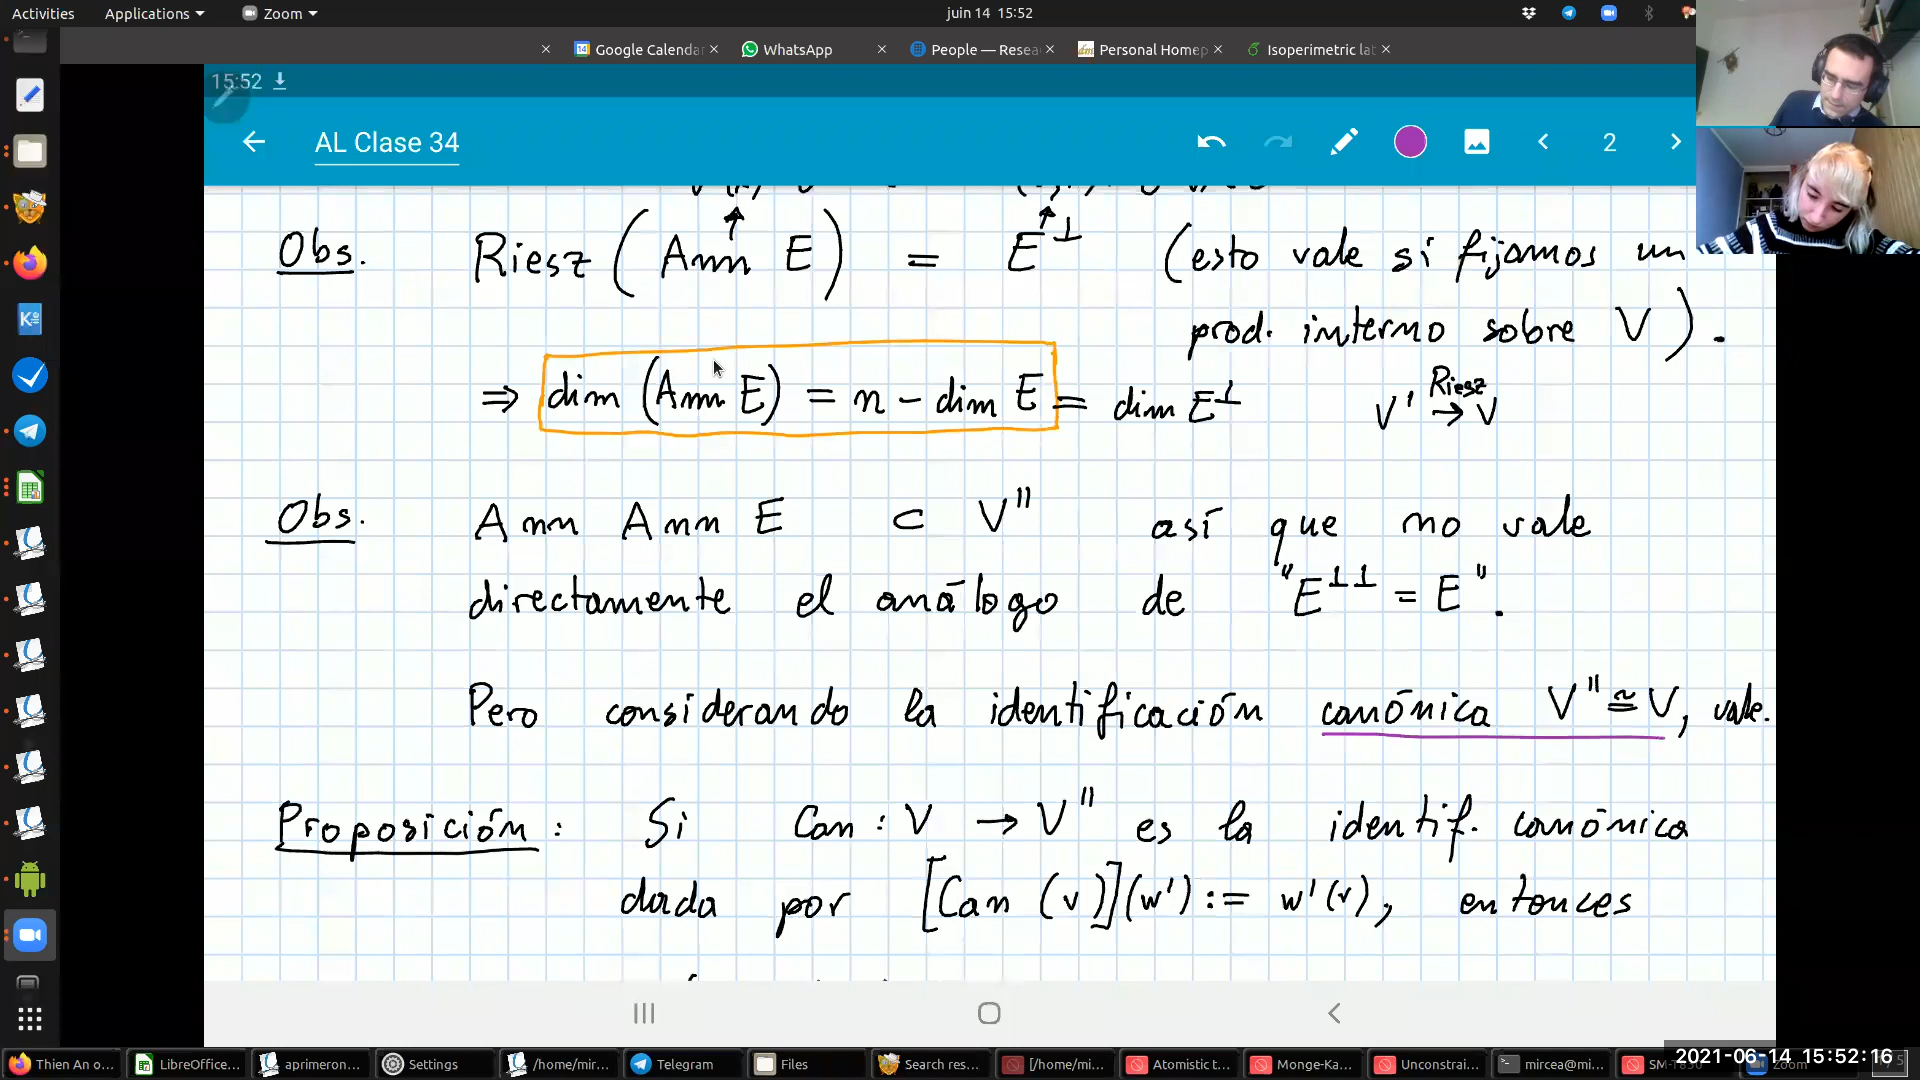 Activities Applications Zoom juin 14 15:52
Google Calendar WhatsApp People — Resea Personal Homep Isoperimetric lat
15:52
AL Clase 34 2
Obs. Riesz ( Ann E ) = E⊥ (esto vale si fijamos un
prod. interno sobre V ) .
⇒ dim (Ann E) = n - dim E = dim E⊥ V' Riesz → V
Obs. Ann Ann E ⊂ V'' así que no vale
directamente el análogo de "E⊥⊥ = E".
Pero considerando la identificación canónica V'' ≅ V, vale.
Proposición : Si Can : V → V'' es la identif. canónica
dada por [Can (v)](w') := w'(v), entonces
Thien An o... LibreOffice... aprimeron... Settings /home/mir... Telegram Files Search res... [/home/mi... Atomistic t... Monge-Ka... Unconstrai... mircea@mi... SM-T830 Zoom
2021-06-14 15:52:16